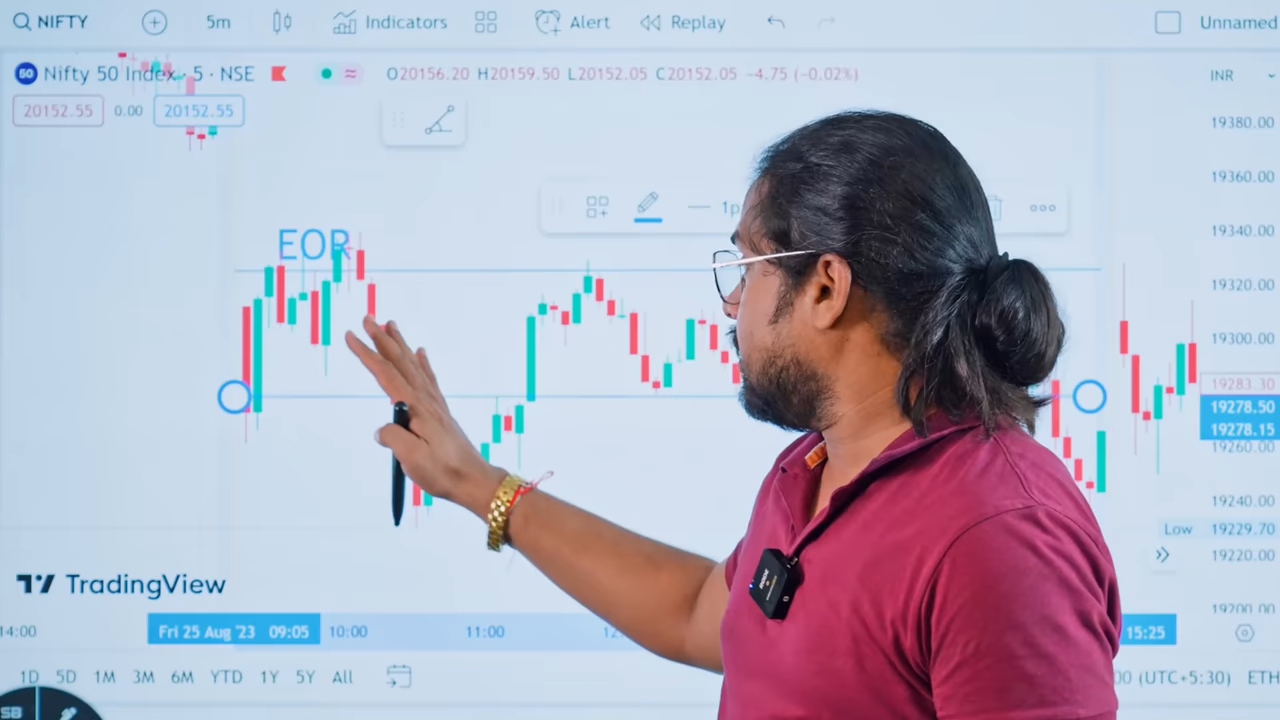 NIFTY 5m Indicators Alert Replay Unnamed
Nifty 50 Index · 5 · NSE O20156.20 H20159.50 L20152.05 C20152.05 −4.75 (−0.02%) INR
20152.55 0.00 20152.55
19380.00
19360.00
1p
19340.00
EOR
19320.00
19300.00
19283.30
19278.50
19278.15
19260.00
19240.00
Low 19229.70
19220.00
TradingView
19200.00
14:00 Fri 25 Aug '23 09:05 10:00 11:00 15:25
1D 5D 1M 3M 6M YTD 1Y 5Y All (UTC+5:30) ETH
SB
RODE